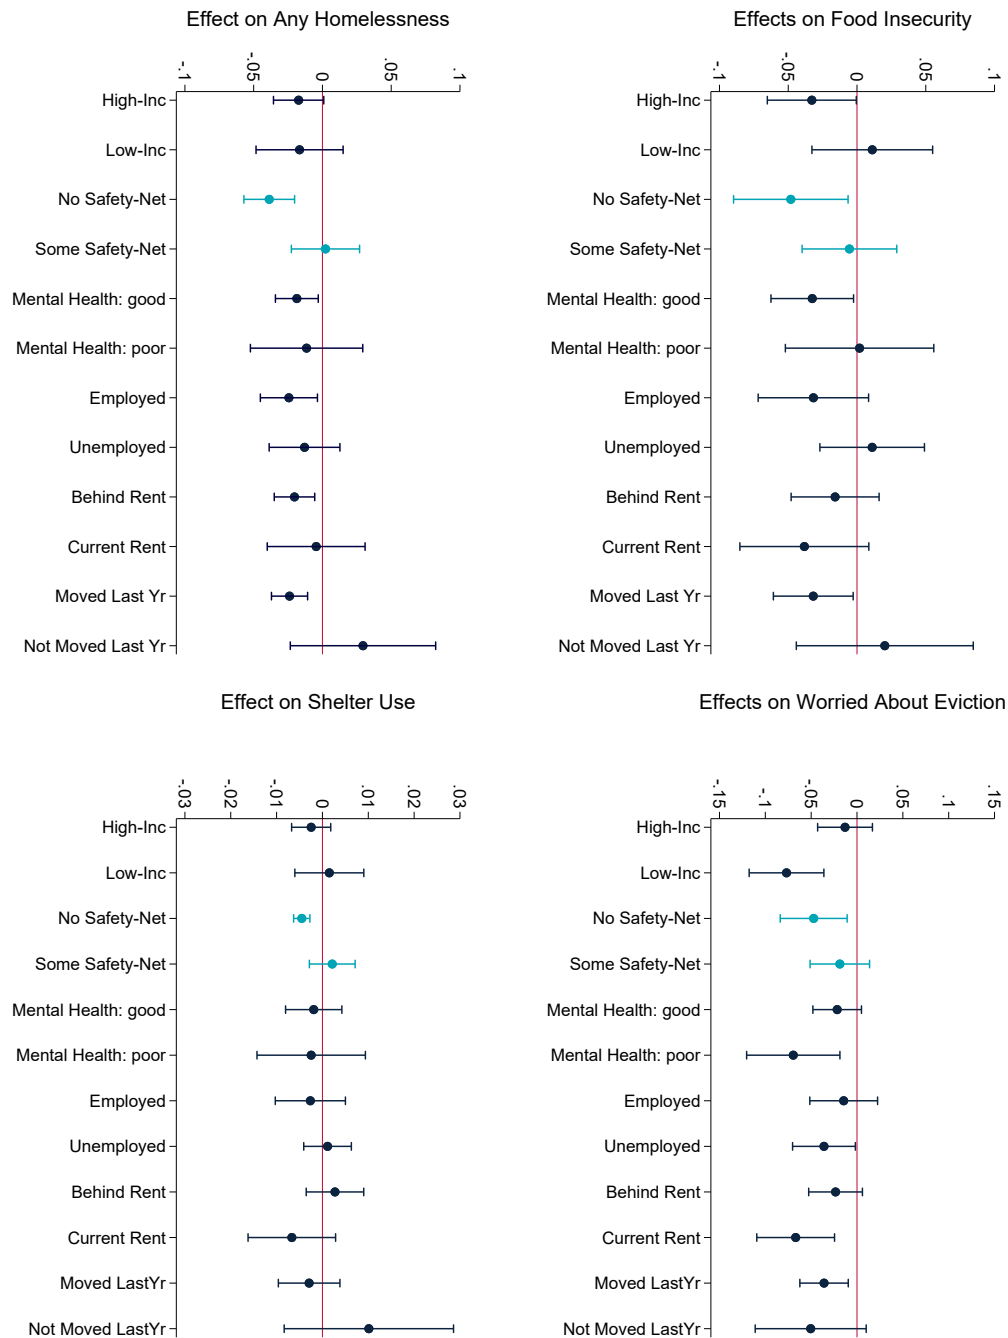 Effect on Any Homelessness
-.1
-.05
0
.05
.1
High-Inc
Low-Inc
No Safety-Net
Some Safety-Net
Mental Health: good
Mental Health: poor
Employed
Unemployed
Behind Rent
Current Rent
Moved Last Yr
Not Moved Last Yr
Effects on Food Insecurity
-.1
-.05
0
.05
.1
High-Inc
Low-Inc
No Safety-Net
Some Safety-Net
Mental Health: good
Mental Health: poor
Employed
Unemployed
Behind Rent
Current Rent
Moved Last Yr
Not Moved Last Yr
Effect on Shelter Use
-.03
-.02
-.01
0
.01
.02
.03
High-Inc
Low-Inc
No Safety-Net
Some Safety-Net
Mental Health: good
Mental Health: poor
Employed
Unemployed
Behind Rent
Current Rent
Moved LastYr
Not Moved LastYr
Effects on Worried About Eviction
-.15
-.1
-.05
0
.05
.1
.15
High-Inc
Low-Inc
No Safety-Net
Some Safety-Net
Mental Health: good
Mental Health: poor
Employed
Unemployed
Behind Rent
Current Rent
Moved LastYr
Not Moved LastYr